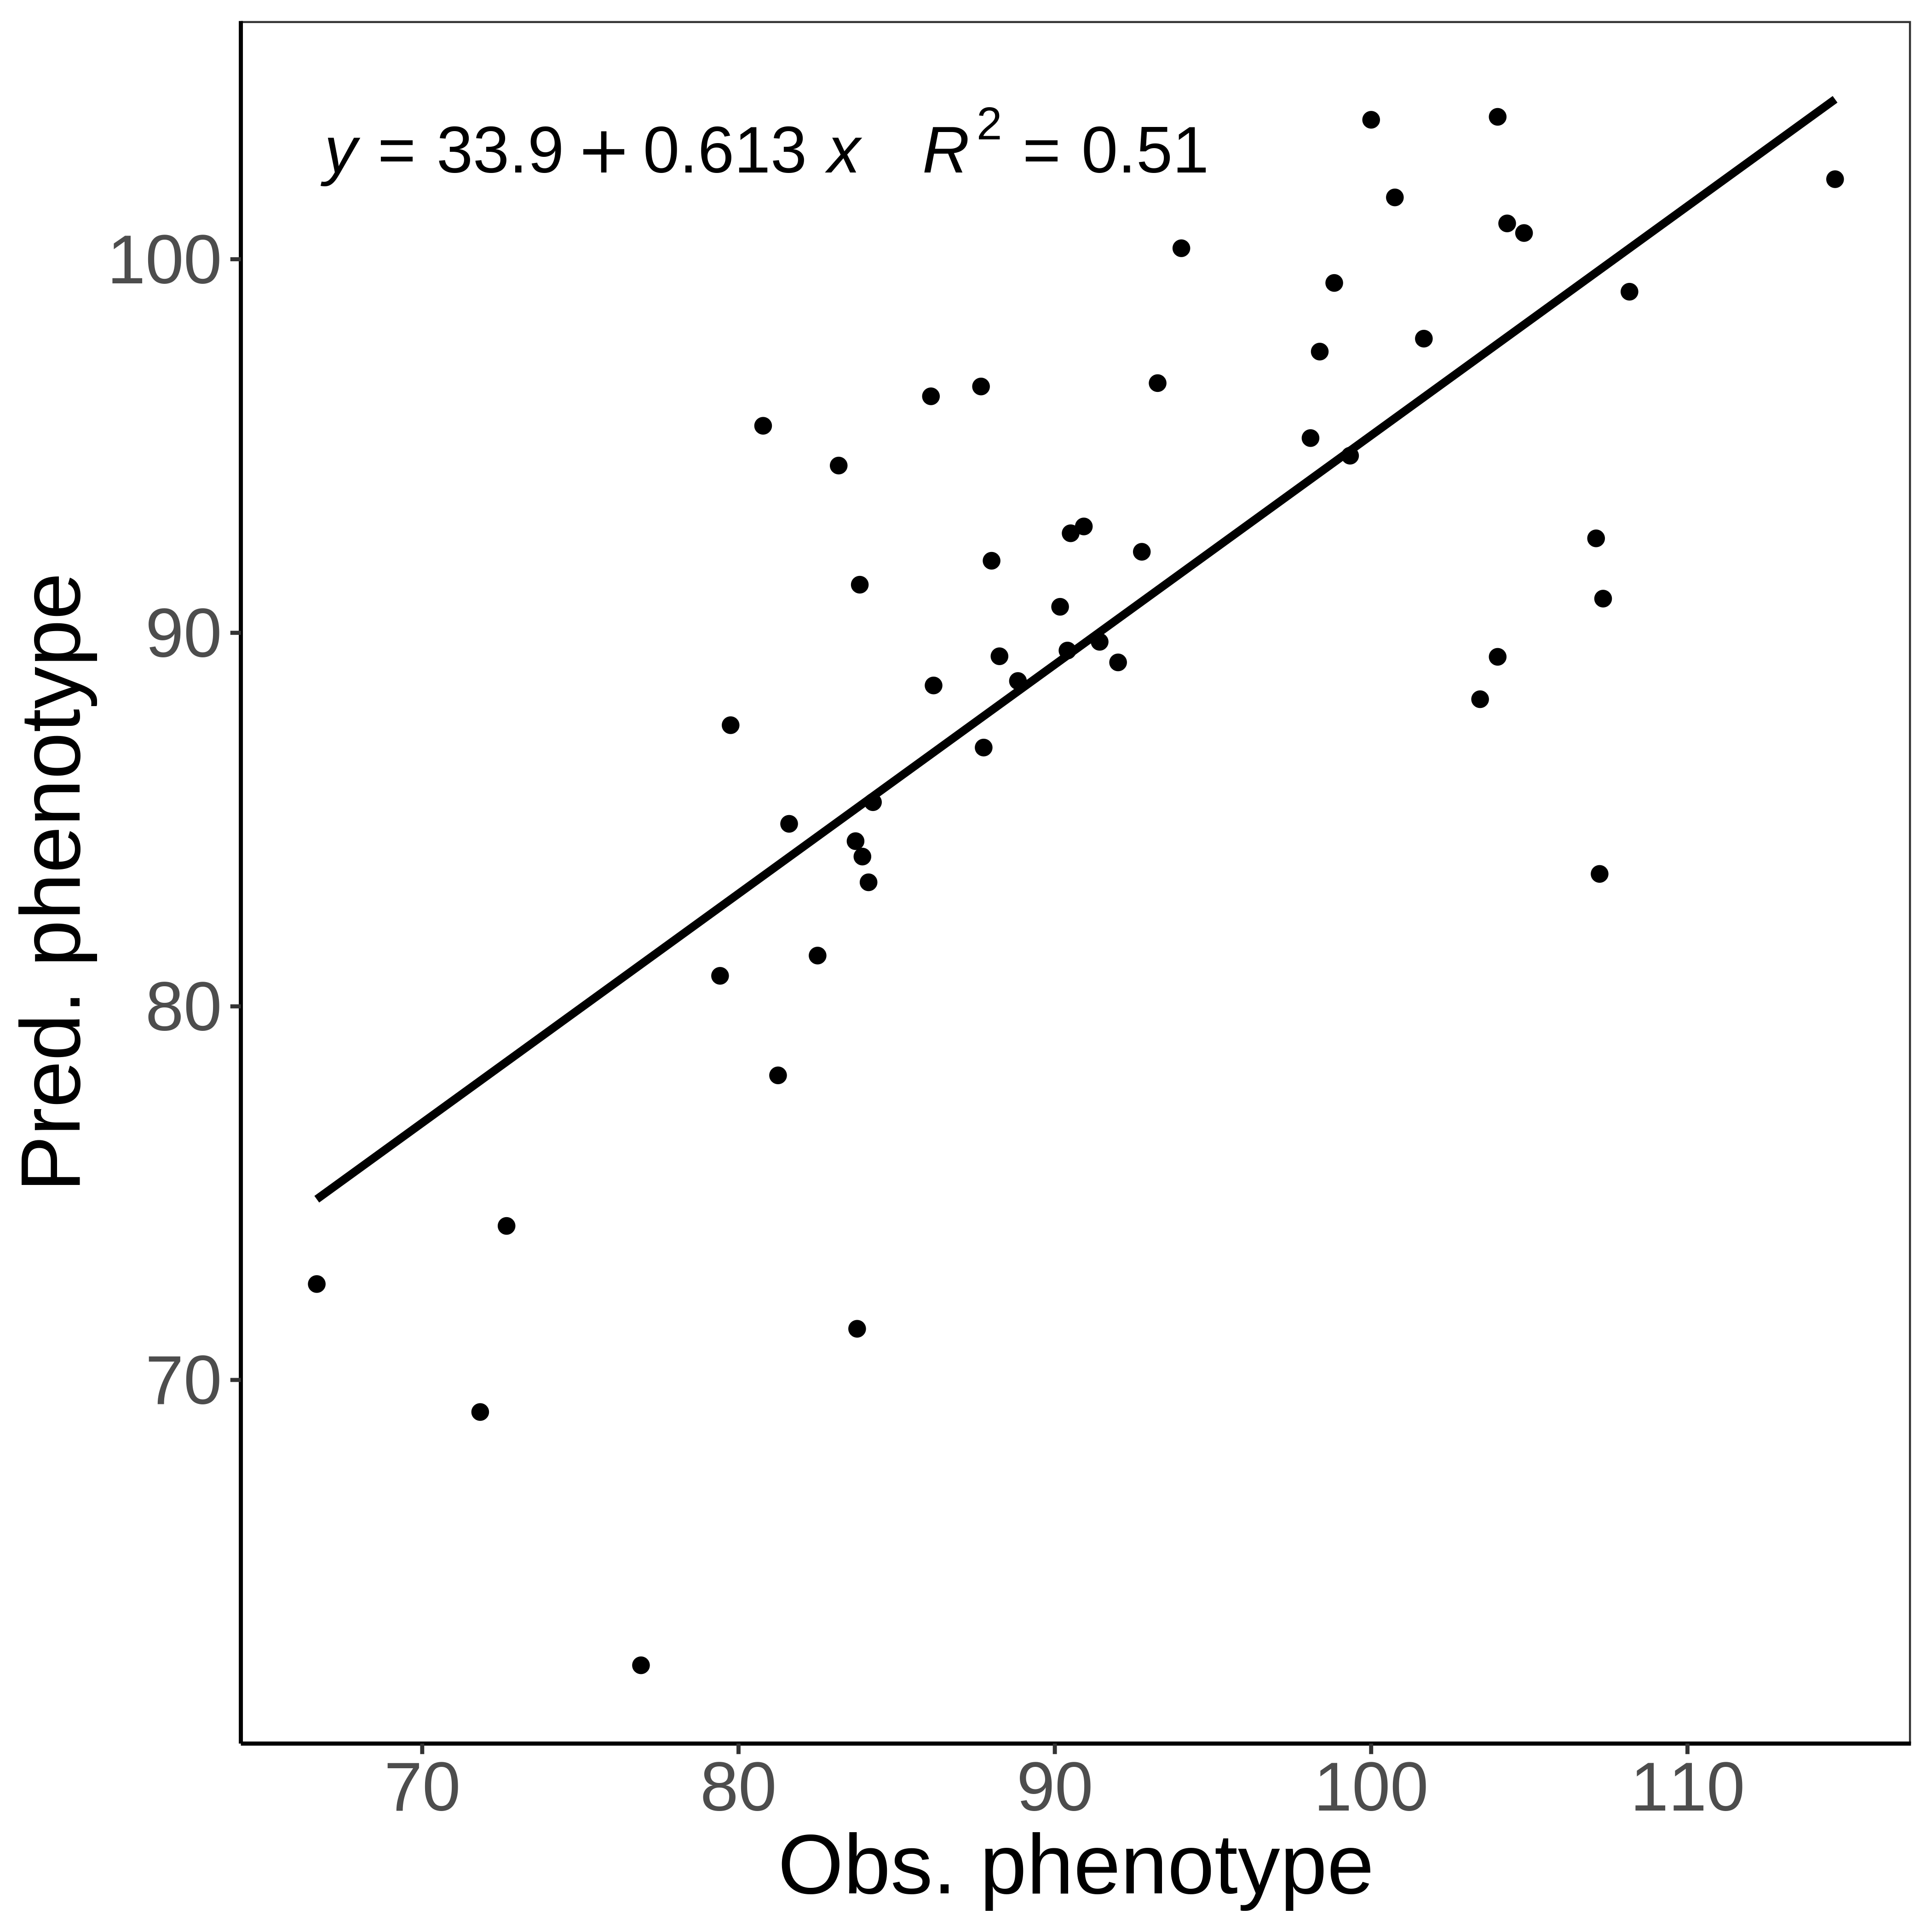 y = 33.9 + 0.613 x R² = 0.51
Pred. phenotype
100
90
80
70
70 80 90 100 110
Obs. phenotype